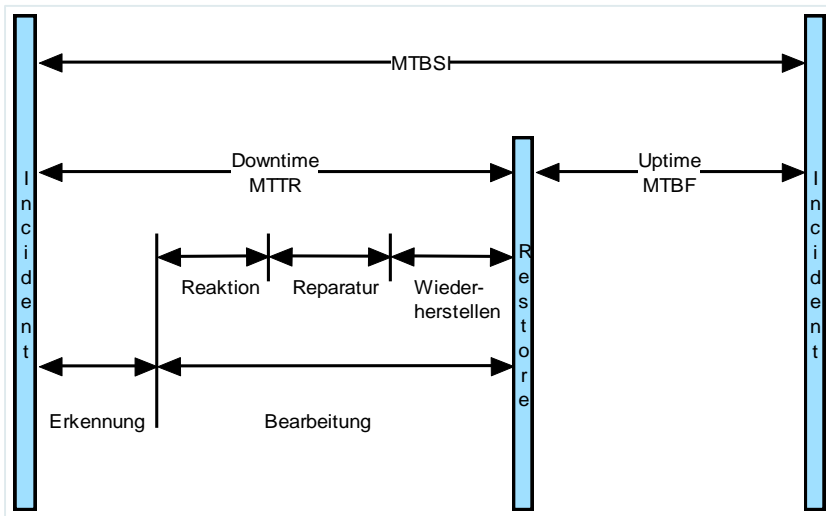 MTBSI
Downtime
MTTR
Uptime
MTBF
Incident
Restore
Incident
Reaktion
Reparatur
Wieder-
herstellen
Erkennung
Bearbeitung